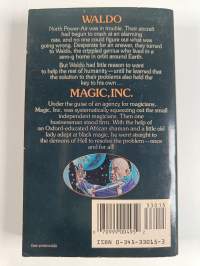 WALDO
North Power-Air was in trouble. Their aircraft
had begun to crash at an alarming
rate, and no one could figure out what was
going wrong. Desperate for an answer, they turned
to Waldo, the crippled genius who lived in a
zero-g home in orbit around Earth.
But Waldo had little reason to want
to help the rest of humanity—until he learned that
the solution to their problems also held the
key to his own...
MAGIC, INC.
Under the guise of an agency for magicians,
Magic, Inc. was systematically squeezing out the small
independent magicians. Then one
businessman stood firm. With the help of
an Oxford-educated African shaman and a little old
lady adept at black magic, he went straight to
the demons of Hell to resolve the problem—once
and for all!
33015
ISBN 0-345-33015-3